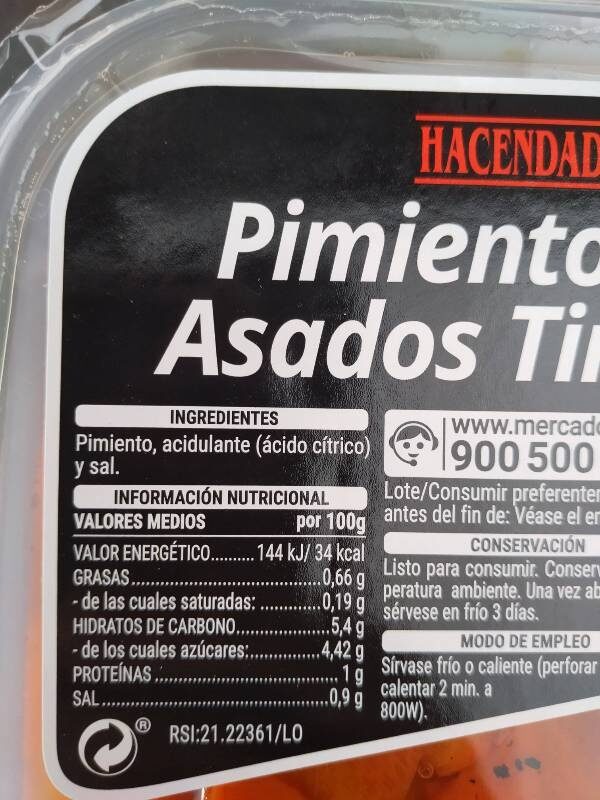 HACENDAD
Pimiento
Asados Ti
INGREDIENTES
Pimiento, acidulante (ácido cítrico)
y sal.
INFORMACIÓN NUTRICIONAL
VALORES MEDIOS por 100g
VALOR ENERGÉTICO.......... 144 kJ/ 34 kcal
GRASAS..............................0,66 g
- de las cuales saturadas: ............0,19 g
HIDRATOS DE CARBONO................5,4 g
- de los cuales azúcares:..............4,42 g
PROTEÍNAS .............................. 1 g
SAL.......................................0,9 g
® RSI:21.22361/LO
www.mercado
900 500
Lote/Consumir preferenter
antes del fin de: Véase el er
CONSERVACIÓN
Listo para consumir. Conserv
peratura ambiente. Una vez ab
sérvese en frío 3 días.
MODO DE EMPLEO
Sírvase frío o caliente (perforar
calentar 2 min. a
800W).